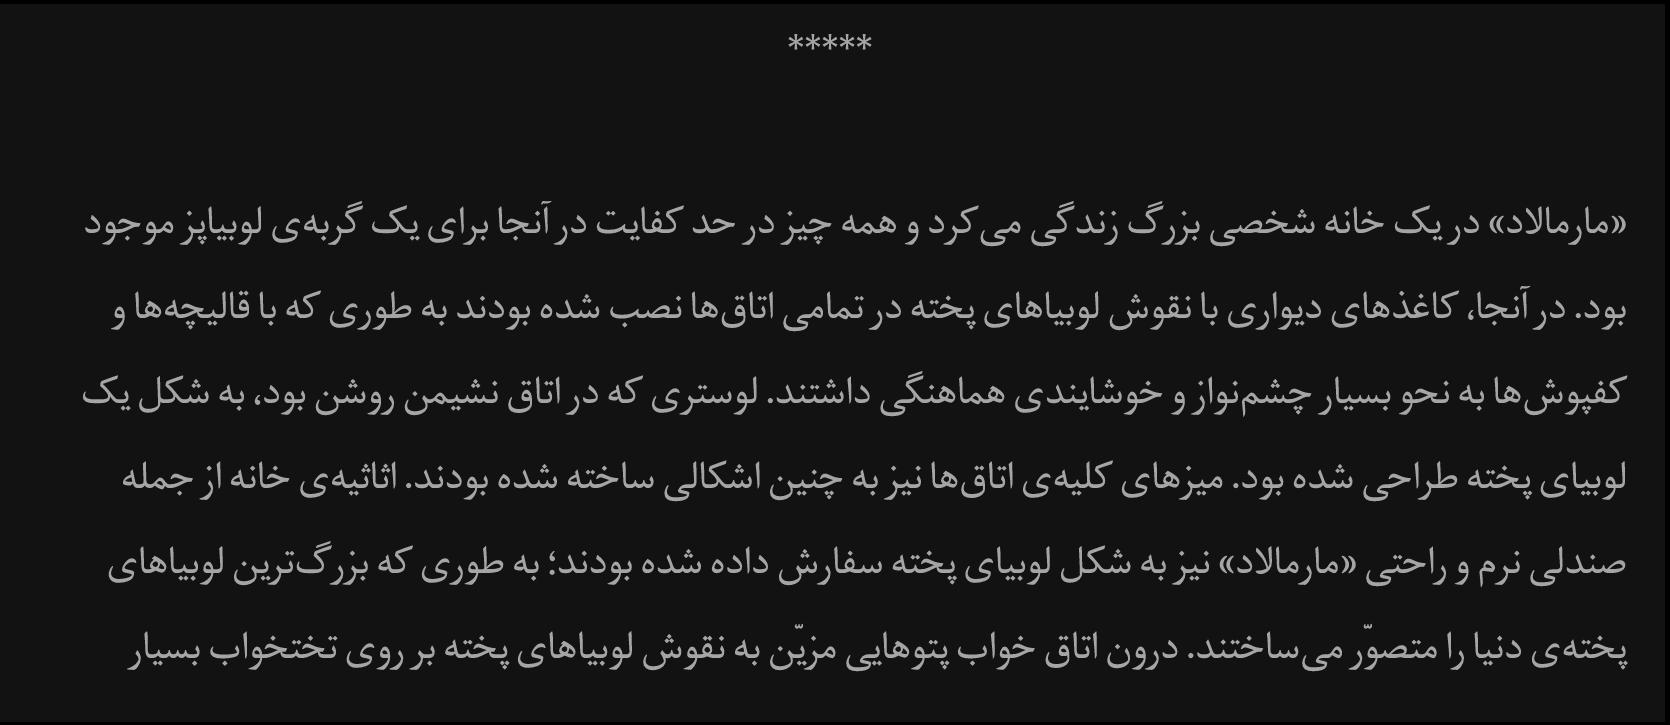 *****
«مارمالاد» در یک خانه شخصی بزرگ زندگی می‌کرد و همه چیز در حد کفایت در آنجا برای یک گربه‌ی لوبیاپز موجود
بود. در آنجا، کاغذهای دیواری با نقوش لوبیاهای پخته در تمامی اتاق‌ها نصب شده بودند به طوری که با قالیچه‌ها و
کفپوش‌ها به نحو بسیار چشم‌نواز و خوشایندی هماهنگی داشتند. لوستری که در اتاق نشیمن روشن بود، به شکل یک
لوبیای پخته طراحی شده بود. میزهای کلیه‌ی اتاق‌ها نیز به چنین اشکالی ساخته شده بودند. اثاثیه‌ی خانه از جمله
صندلی نرم و راحتی «مارمالاد» نیز به شکل لوبیای پخته سفارش داده شده بودند؛ به طوری که بزرگ‌ترین لوبیاهای
پخته‌ی دنیا را متصوّر می‌ساختند. درون اتاق خواب پتوهایی مزیّن به نقوش لوبیاهای پخته بر روی تختخواب بسیار